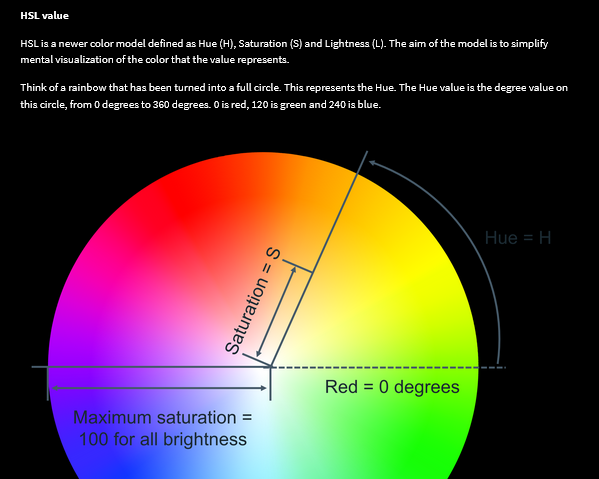 HSL value
HSL is a newer color model defined as Hue (H), Saturation (S) and Lightness (L). The aim of the model is to simplify
mental visualization of the color that the value represents.
Think of a rainbow that has been turned into a full circle. This represents the Hue. The Hue value is the degree value on
this circle, from 0 degrees to 360 degrees. 0 is red, 120 is green and 240 is blue.
Hue = H
Saturation = S
Red = 0 degrees
Maximum saturation =
100 for all brightness